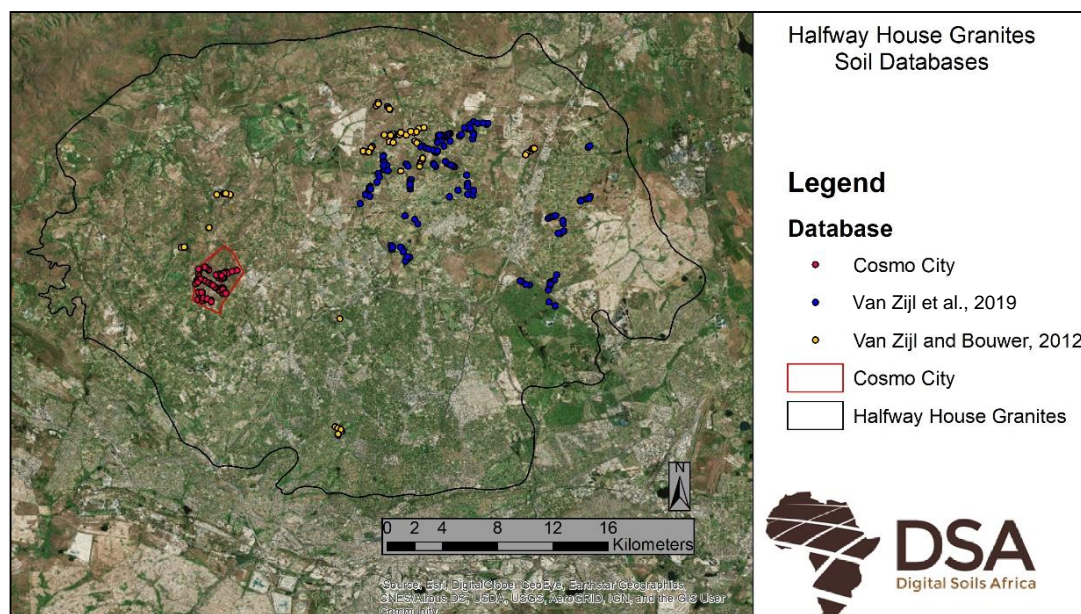 Halfway House Granites
Soil Databases
Legend
Database
Cosmo City
Van Zijl et al., 2019
Van Zijl and Bouwer, 2012
Cosmo City
Halfway House Granites
N
0 2 4 8 12 16
Kilometers
Source: Esri, DigitalGlobe, GeoEye, Earthstar Geographics,
CNES/Airbus DS, USDA, USGS, AeroGRID, IGN, and the GIS User
Community
DSA
Digital Soils Africa